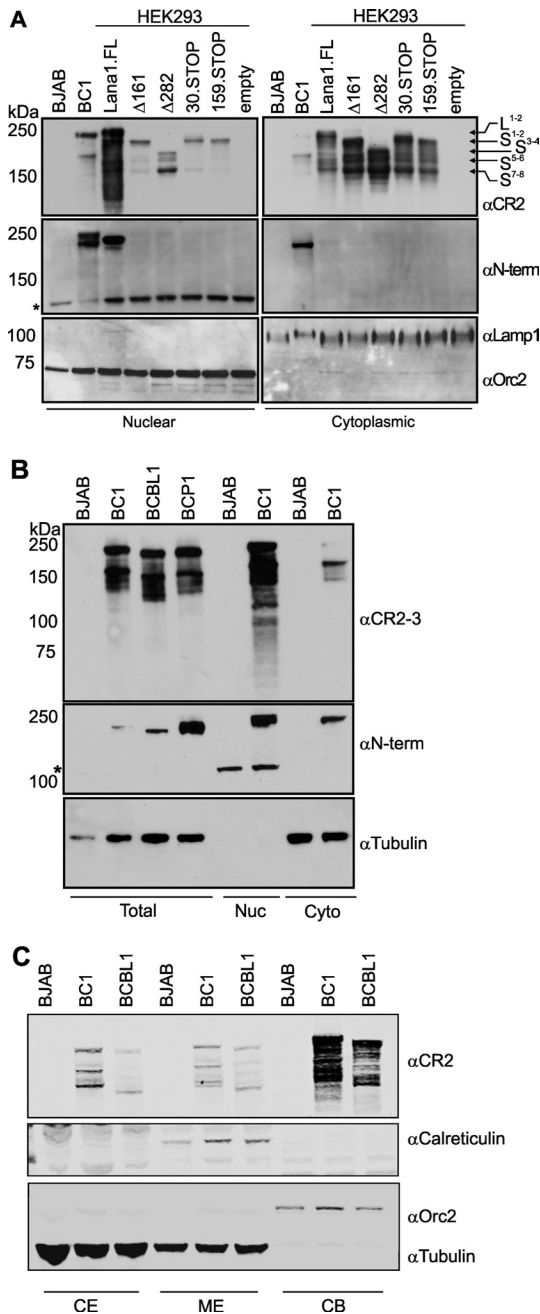 A
HEK293
HEK293
BJAB
BC1
Lana1.FL
Δ161
Δ282
30.STOP
159.STOP
empty
BJAB
BC1
Lana1.FL
Δ161
Δ282
30.STOP
159.STOP
empty
kDa
250
150
L1-2
S1-2
S3-4
S5-6
S7-8
αCR2
250
150
*
αN-term
100
75
αLamp1
αOrc2
Nuclear
Cytoplasmic
B
BJAB
BC1
BCBL1
BCP1
BJAB
BC1
BJAB
BC1
kDa
250
150
100
75
αCR2-3
250
*
100
αN-term
αTubulin
Total
Nuc
Cyto
C
BJAB
BC1
BCBL1
BJAB
BC1
BCBL1
BJAB
BC1
BCBL1
αCR2
αCalreticulin
αOrc2
αTubulin
CE
ME
CB